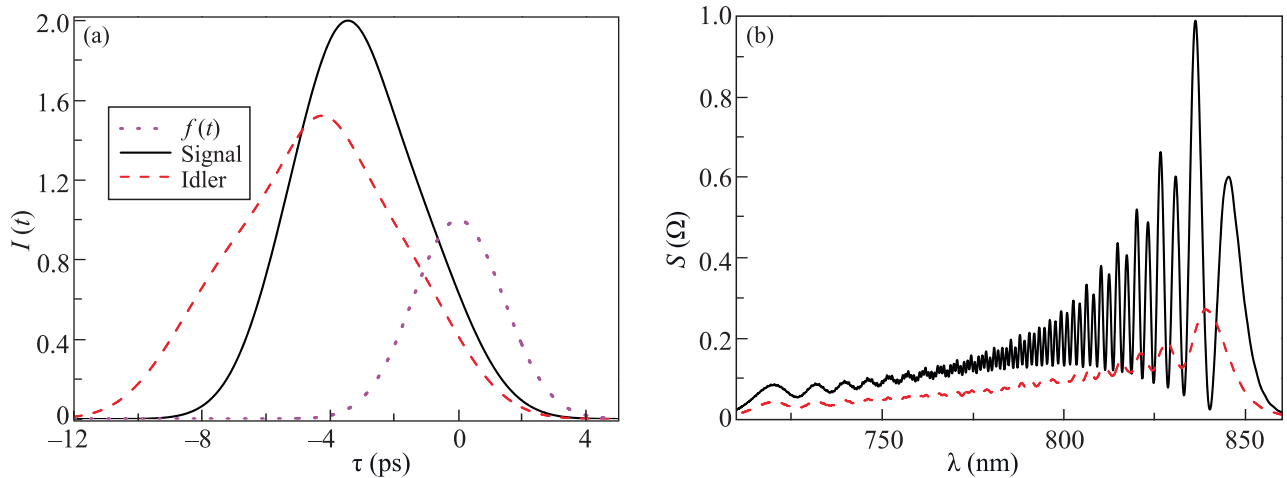 (a)
I (t)
2.0
1.6
1.2
0.8
0.4
0
f (t)
Signal
Idler
–12
–8
–4
0
4
τ (ps)
(b)
S (Ω)
1.0
0.8
0.6
0.4
0.2
0
750
800
850
λ (nm)